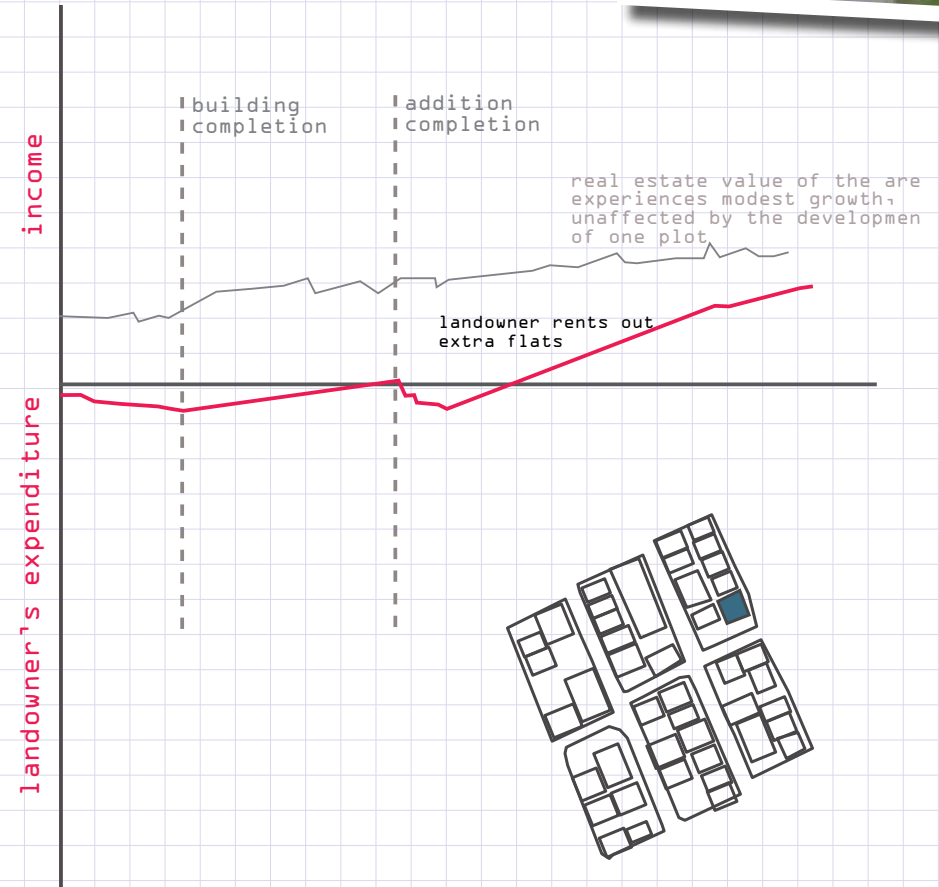 building
completion
addition
completion
income
real estate value of the are
experiences modest growth,
unaffected by the developmen
of one plot
landowner rents out
extra flats
landowner's expenditure